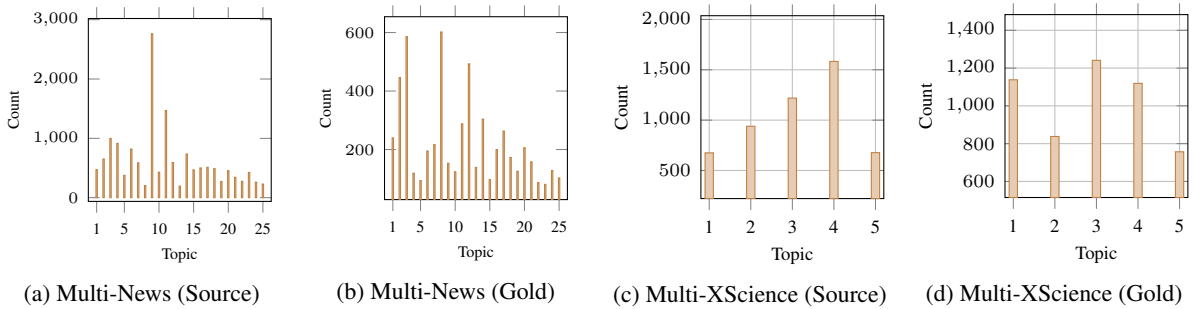 3,000
2,000
1,000
0
Count
1 5 10 15 20 25
Topic
(a) Multi-News (Source)
600
400
200
Count
1 5 10 15 20 25
Topic
(b) Multi-News (Gold)
2,000
1,500
1,000
500
Count
1 2 3 4 5
Topic
(c) Multi-XScience (Source)
1,400
1,200
1,000
800
600
Count
1 2 3 4 5
Topic
(d) Multi-XScience (Gold)